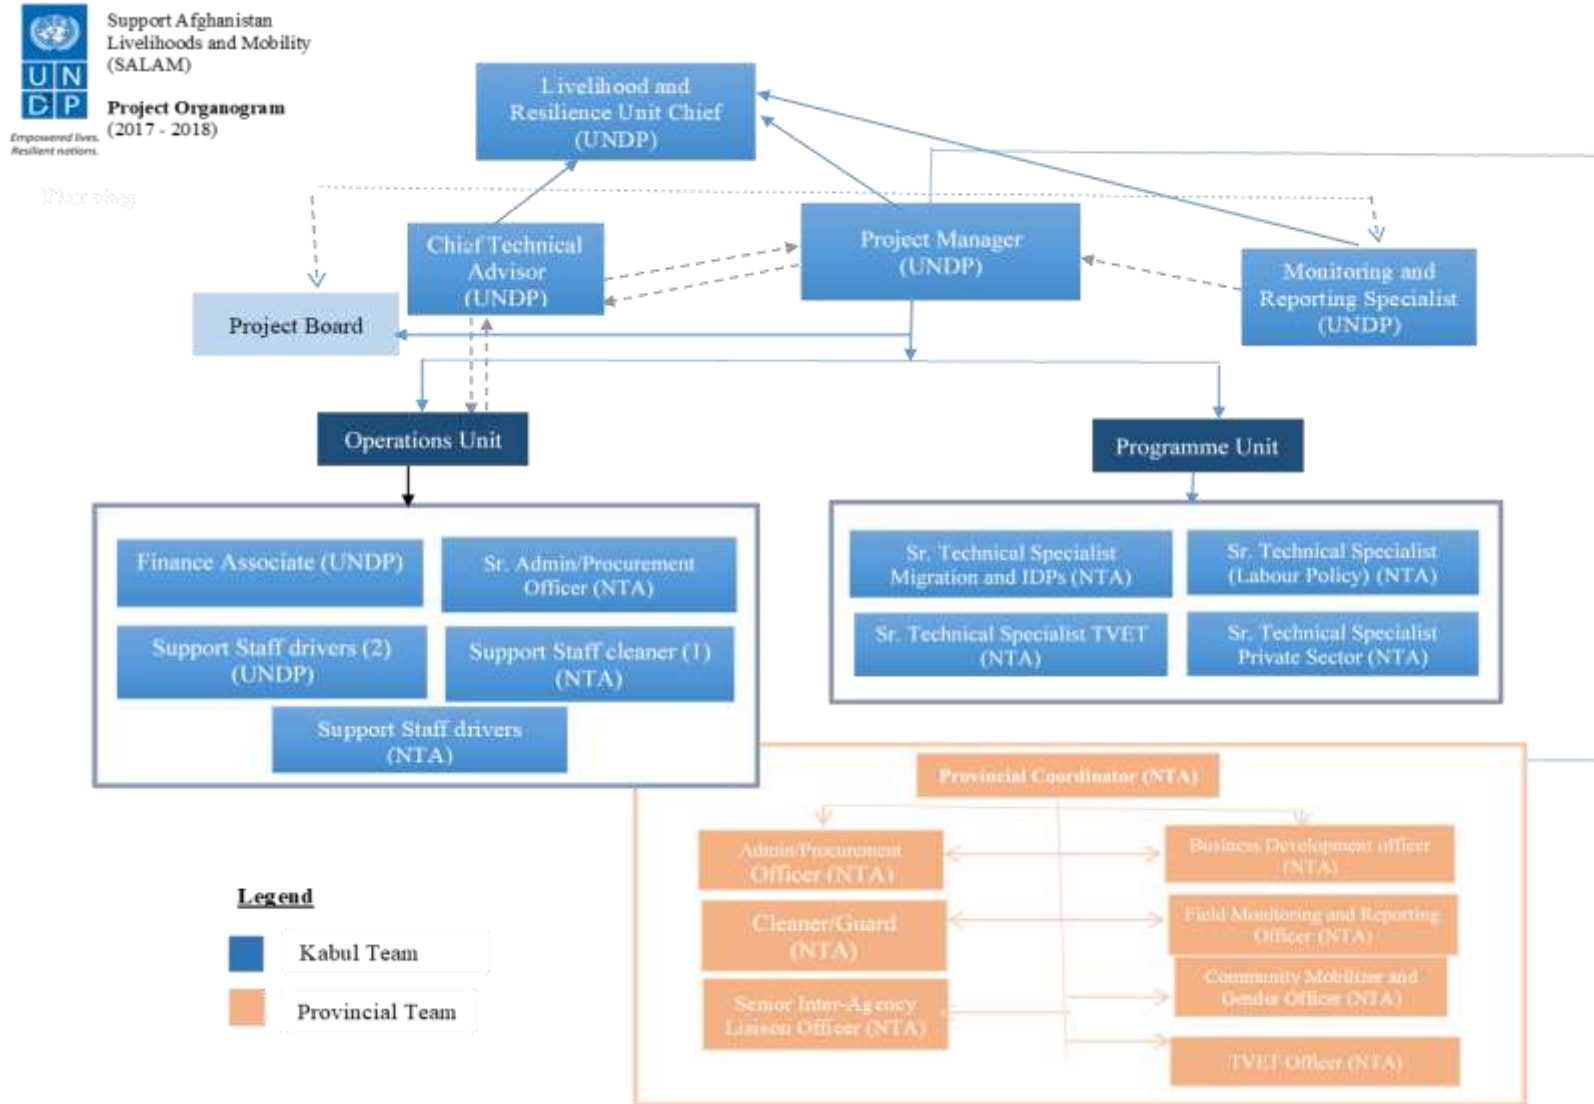 Support Afghanistan
Livelihoods and Mobility
(SALAM)
Project Organogram
(2017 - 2018)
UN
DP
Empowered lives.
Resilient nations.
Livelihood and
Resilience Unit Chief
(UNDP)
Chief Technical
Advisor
(UNDP)
Project Manager
(UNDP)
Monitoring and
Reporting Specialist
(UNDP)
Project Board
Operations Unit
Programme Unit
Finance Associate (UNDP)
Sr. Admin/Procurement
Officer (NTA)
Support Staff drivers (2)
(UNDP)
Support Staff cleaner (1)
(NTA)
Support Staff drivers
(NTA)
Sr. Technical Specialist
Migration and IDPs (NTA)
Sr. Technical Specialist
(Labour Policy) (NTA)
Sr. Technical Specialist TVET
(NTA)
Sr. Technical Specialist
Private Sector (NTA)
Provincial Coordinator (NTA)
Admin/Procurement
Officer (NTA)
Business Development officer
(NTA)
Cleaner/Guard
(NTA)
Field Monitoring and Reporting
Officer (NTA)
Senior Inter-Agency
Liaison Officer (NTA)
Community Mobilizer and
Gender Officer (NTA)
TVET Officer (NTA)
Legend
Kabul Team
Provincial Team